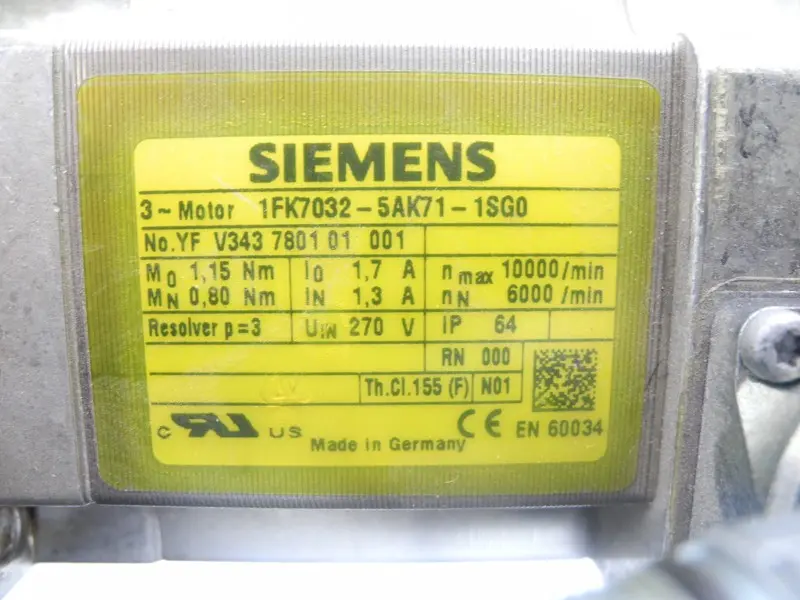 SIEMENS
3~Motor 1FK7032-5AK71-1SG0
No.YF V343 7801 01 001
M0 1,15 Nm I0 1,7 A nmax 10000/min
MN 0,80 Nm IN 1,3 A nN 6000/min
Resolver p=3 UIN 270 V IP 64
RN 000
Th.Cl.155 (F) N01
C RU US CE EN 60034
Made in Germany